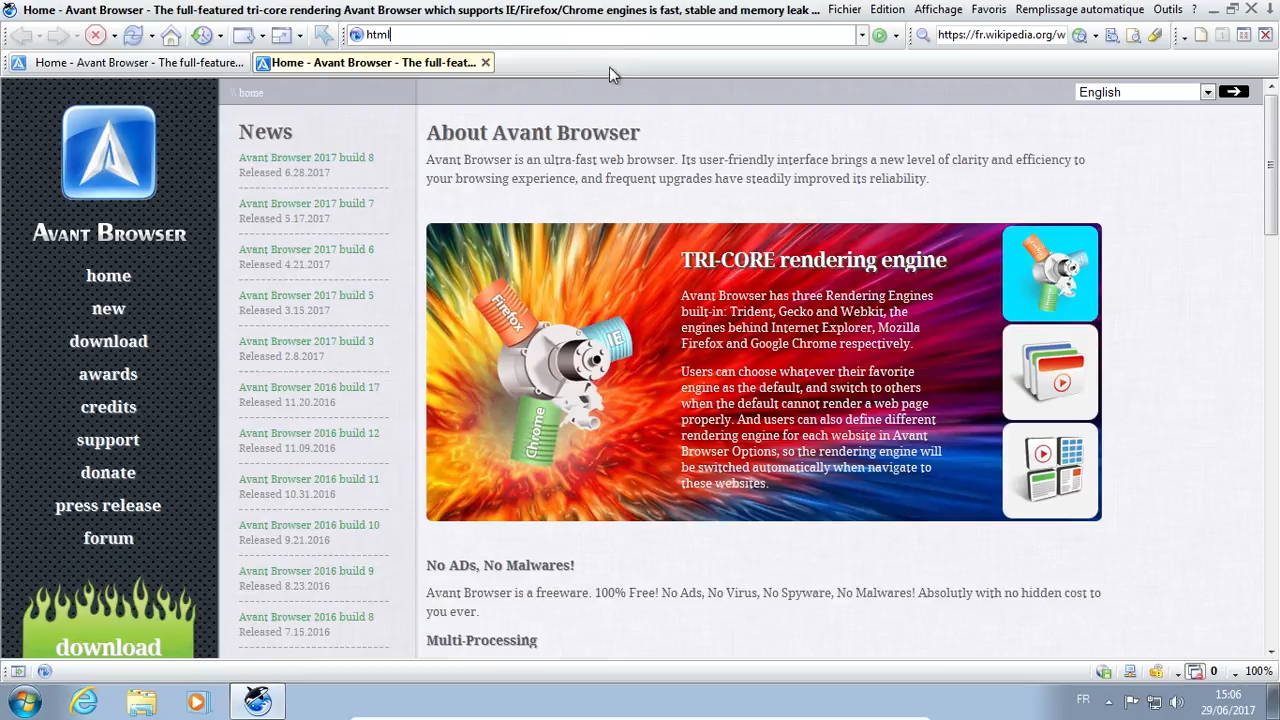 Home - Avant Browser - The full-featured tri-core rendering Avant Browser which supports IE/Firefox/Chrome engines is fast, stable and memory leak ...
Fichier Edition Affichage Favoris Remplissage automatique Outils
html
https://fr.wikipedia.org/w
Home - Avant Browser - The full-feature...
Home - Avant Browser - The full-feat...
\\ home
English
AVANT BROWSER
home
new
download
awards
credits
support
donate
press release
forum
download
News
Avant Browser 2017 build 8
Released 6.28.2017
Avant Browser 2017 build 7
Released 5.17.2017
Avant Browser 2017 build 6
Released 4.21.2017
Avant Browser 2017 build 5
Released 3.15.2017
Avant Browser 2017 build 3
Released 2.8.2017
Avant Browser 2016 build 17
Released 11.20.2016
Avant Browser 2016 build 12
Released 11.09.2016
Avant Browser 2016 build 11
Released 10.31.2016
Avant Browser 2016 build 10
Released 9.21.2016
Avant Browser 2016 build 9
Released 8.23.2016
Avant Browser 2016 build 8
Released 7.15.2016
About Avant Browser
Avant Browser is an ultra-fast web browser. Its user-friendly interface brings a new level of clarity and efficiency to
your browsing experience, and frequent upgrades have steadily improved its reliability.
Firefox
IE
Chrome
TRI-CORE rendering engine
Avant Browser has three Rendering Engines
built-in: Trident, Gecko and Webkit, the
engines behind Internet Explorer, Mozilla
Firefox and Google Chrome respectively.
Users can choose whatever their favorite
engine as the default, and switch to others
when the default cannot render a web page
properly. And users can also define different
rendering engine for each website in Avant
Browser Options, so the rendering engine will
be switched automatically when navigate to
these websites.
No ADs, No Malwares!
Avant Browser is a freeware. 100% Free! No Ads, No Virus, No Spyware, No Malwares! Absolutly with no hidden cost to
you ever.
Multi-Processing
0
100%
FR
15:06
29/06/2017